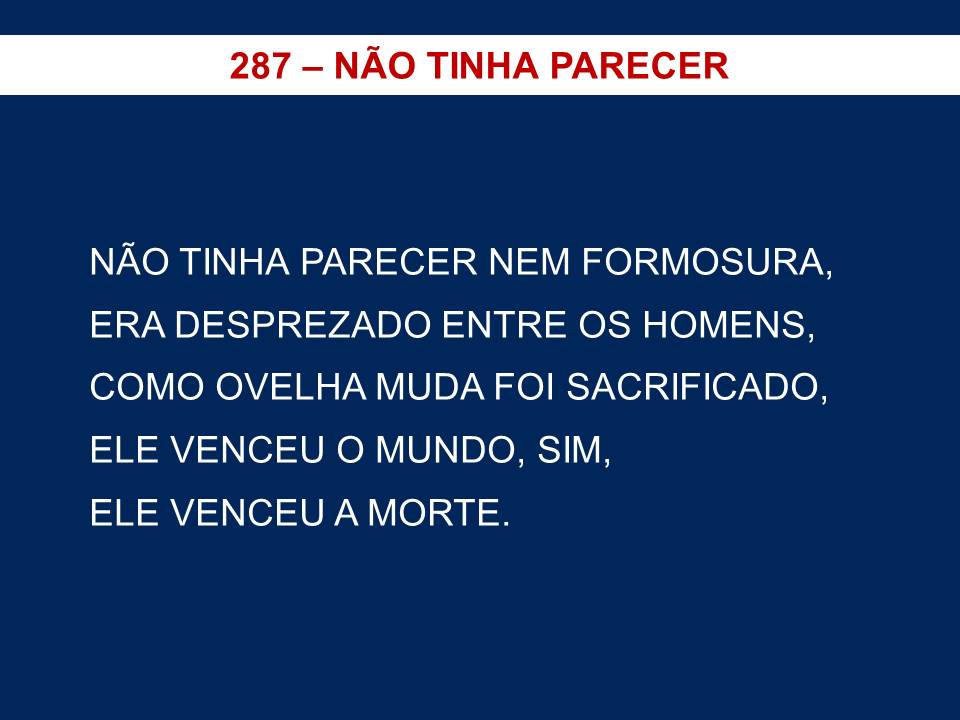 287 – NÃO TINHA PARECER
NÃO TINHA PARECER NEM FORMOSURA,
ERA DESPREZADO ENTRE OS HOMENS,
COMO OVELHA MUDA FOI SACRIFICADO,
ELE VENCEU O MUNDO, SIM,
ELE VENCEU A MORTE.